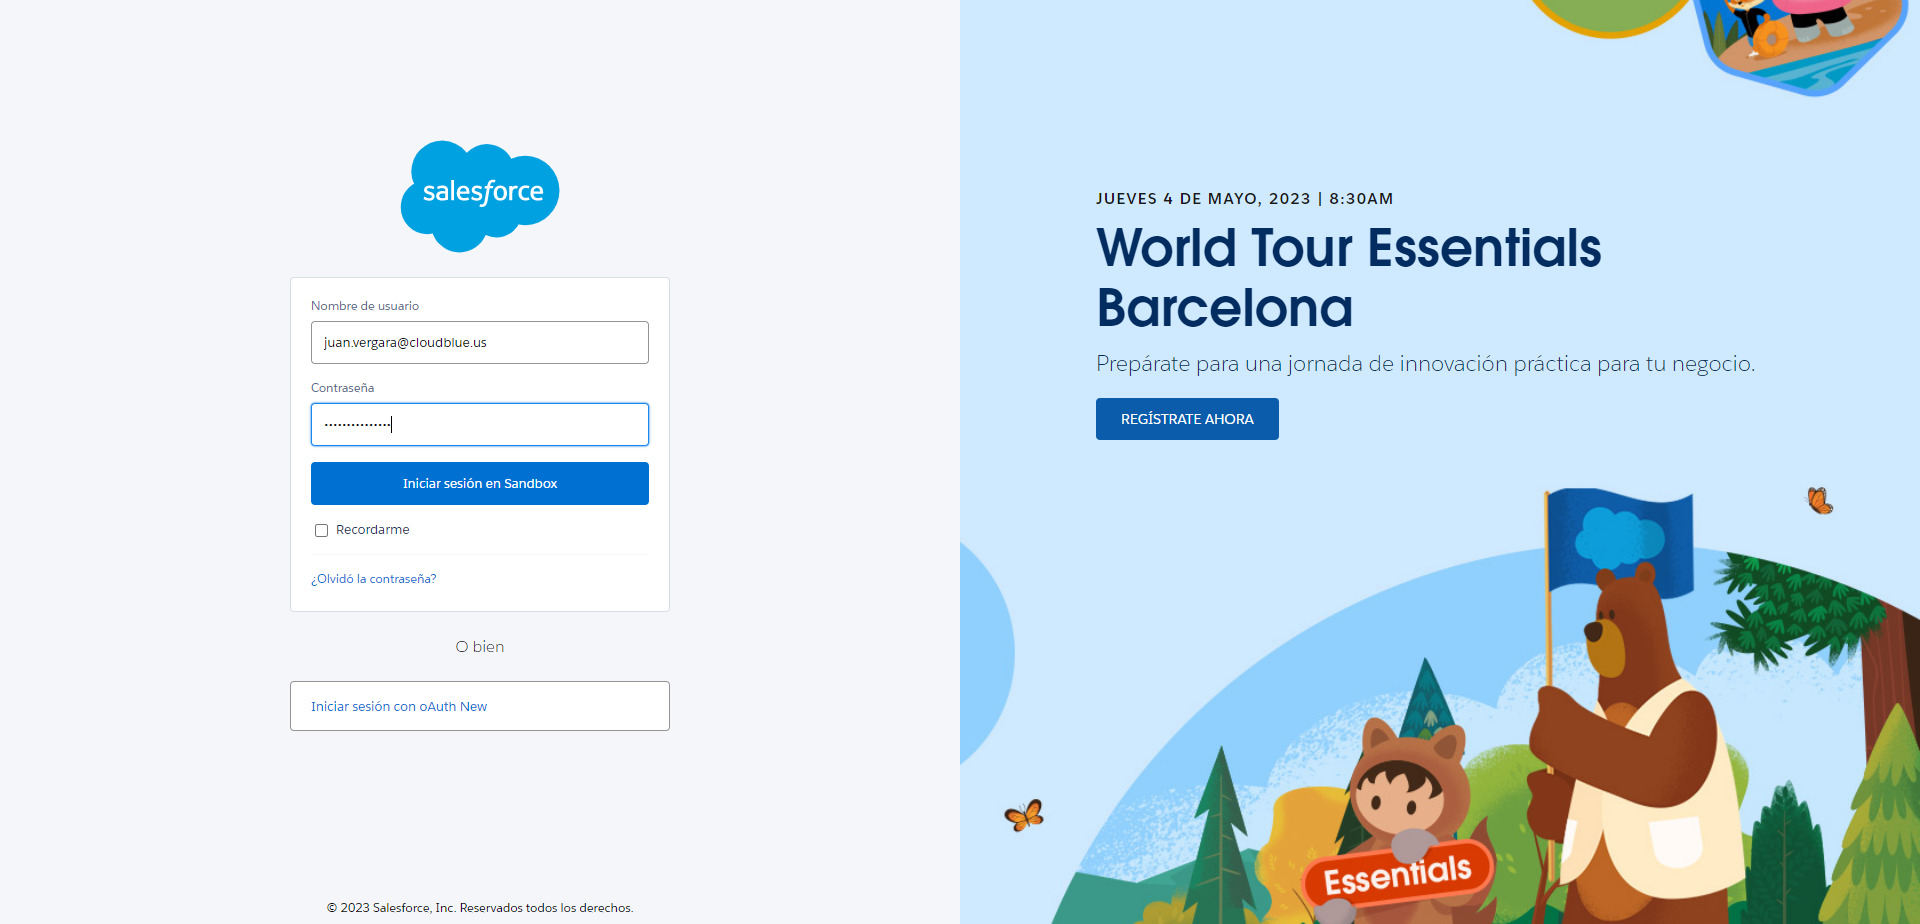 salesforce
Nombre de usuario
juan.vergara@cloudblue.us
Contraseña
Iniciar sesión en Sandbox
Recordarme
¿Olvidó la contraseña?
O bien
Iniciar sesión con oAuth New
© 2023 Salesforce, Inc. Reservados todos los derechos.
JUEVES 4 DE MAYO, 2023 | 8:30AM
World Tour Essentials
Barcelona
Prepárate para una jornada de innovación práctica para tu negocio.
REGÍSTRATE AHORA
Essentials